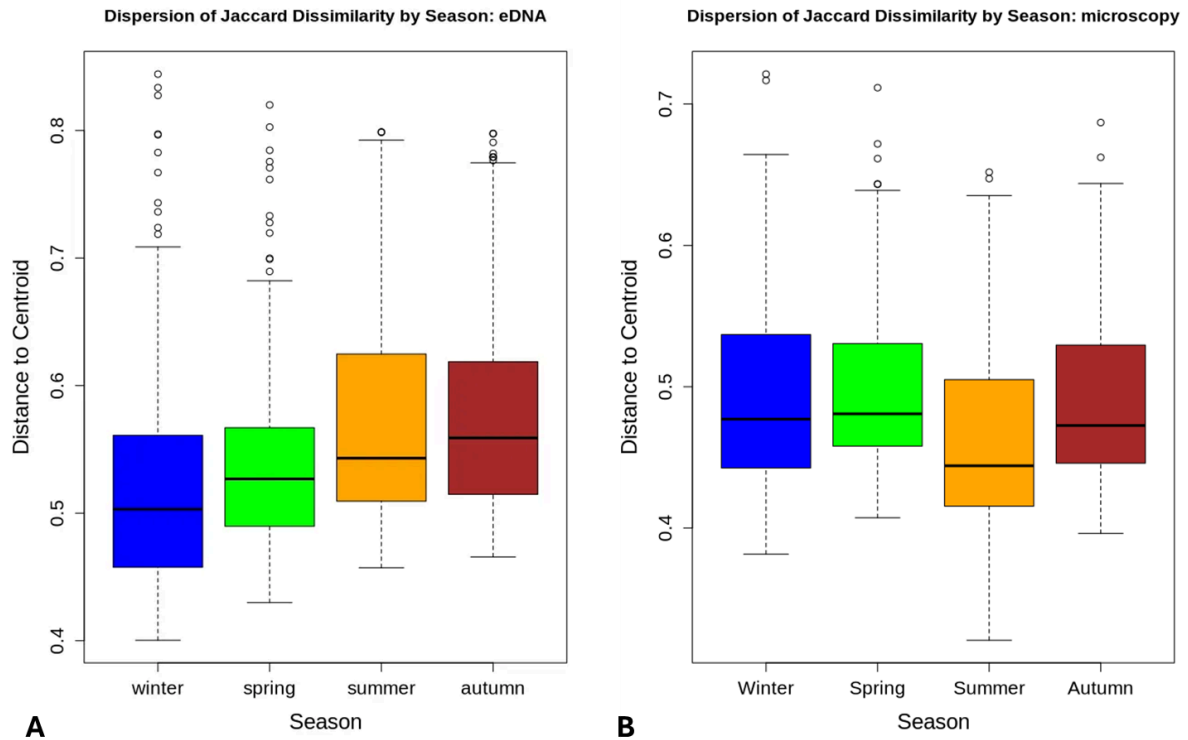 Dispersion of Jaccard Dissimilarity by Season: eDNA
Distance to Centroid
0.8
0.7
0.6
0.5
0.4
winter spring summer autumn
Season
A
Dispersion of Jaccard Dissimilarity by Season: microscopy
Distance to Centroid
0.7
0.6
0.5
0.4
Winter Spring Summer Autumn
Season
B